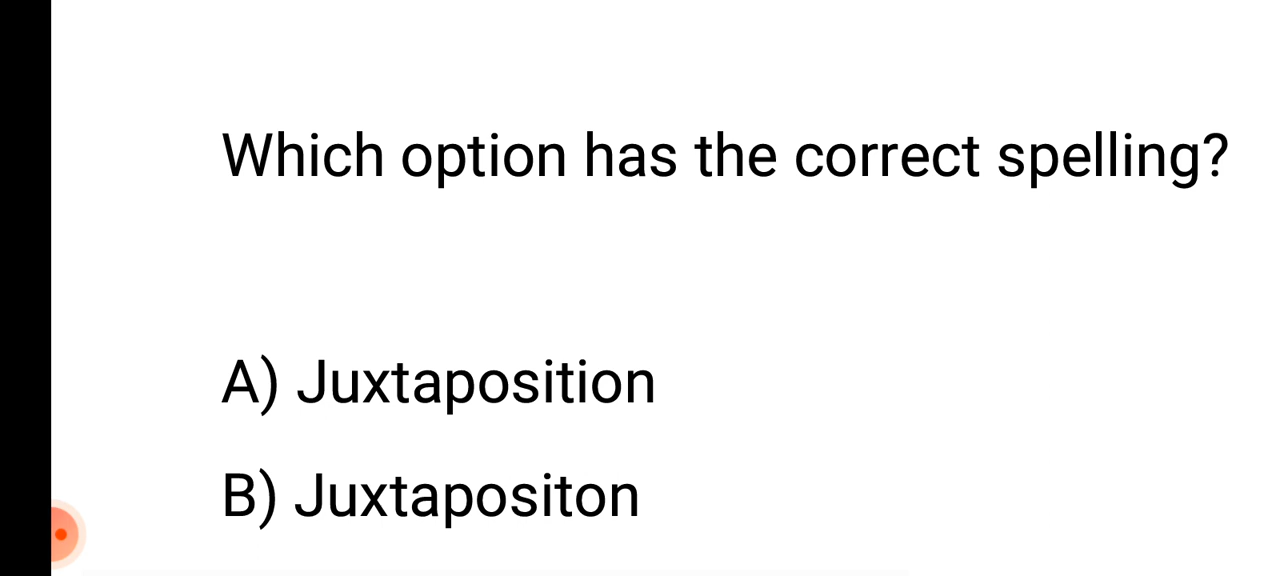 Which option has the correct spelling?
A) Juxtaposition
B) Juxtapositon